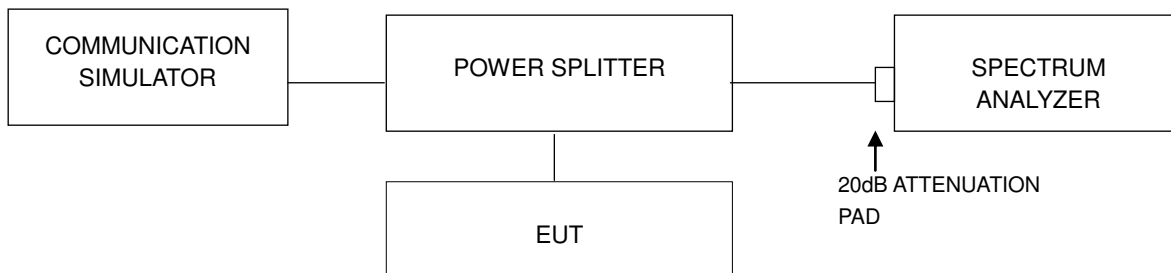 COMMUNICATION
SIMULATOR
POWER SPLITTER
SPECTRUM
ANALYZER
20dB ATTENUATION
PAD
EUT